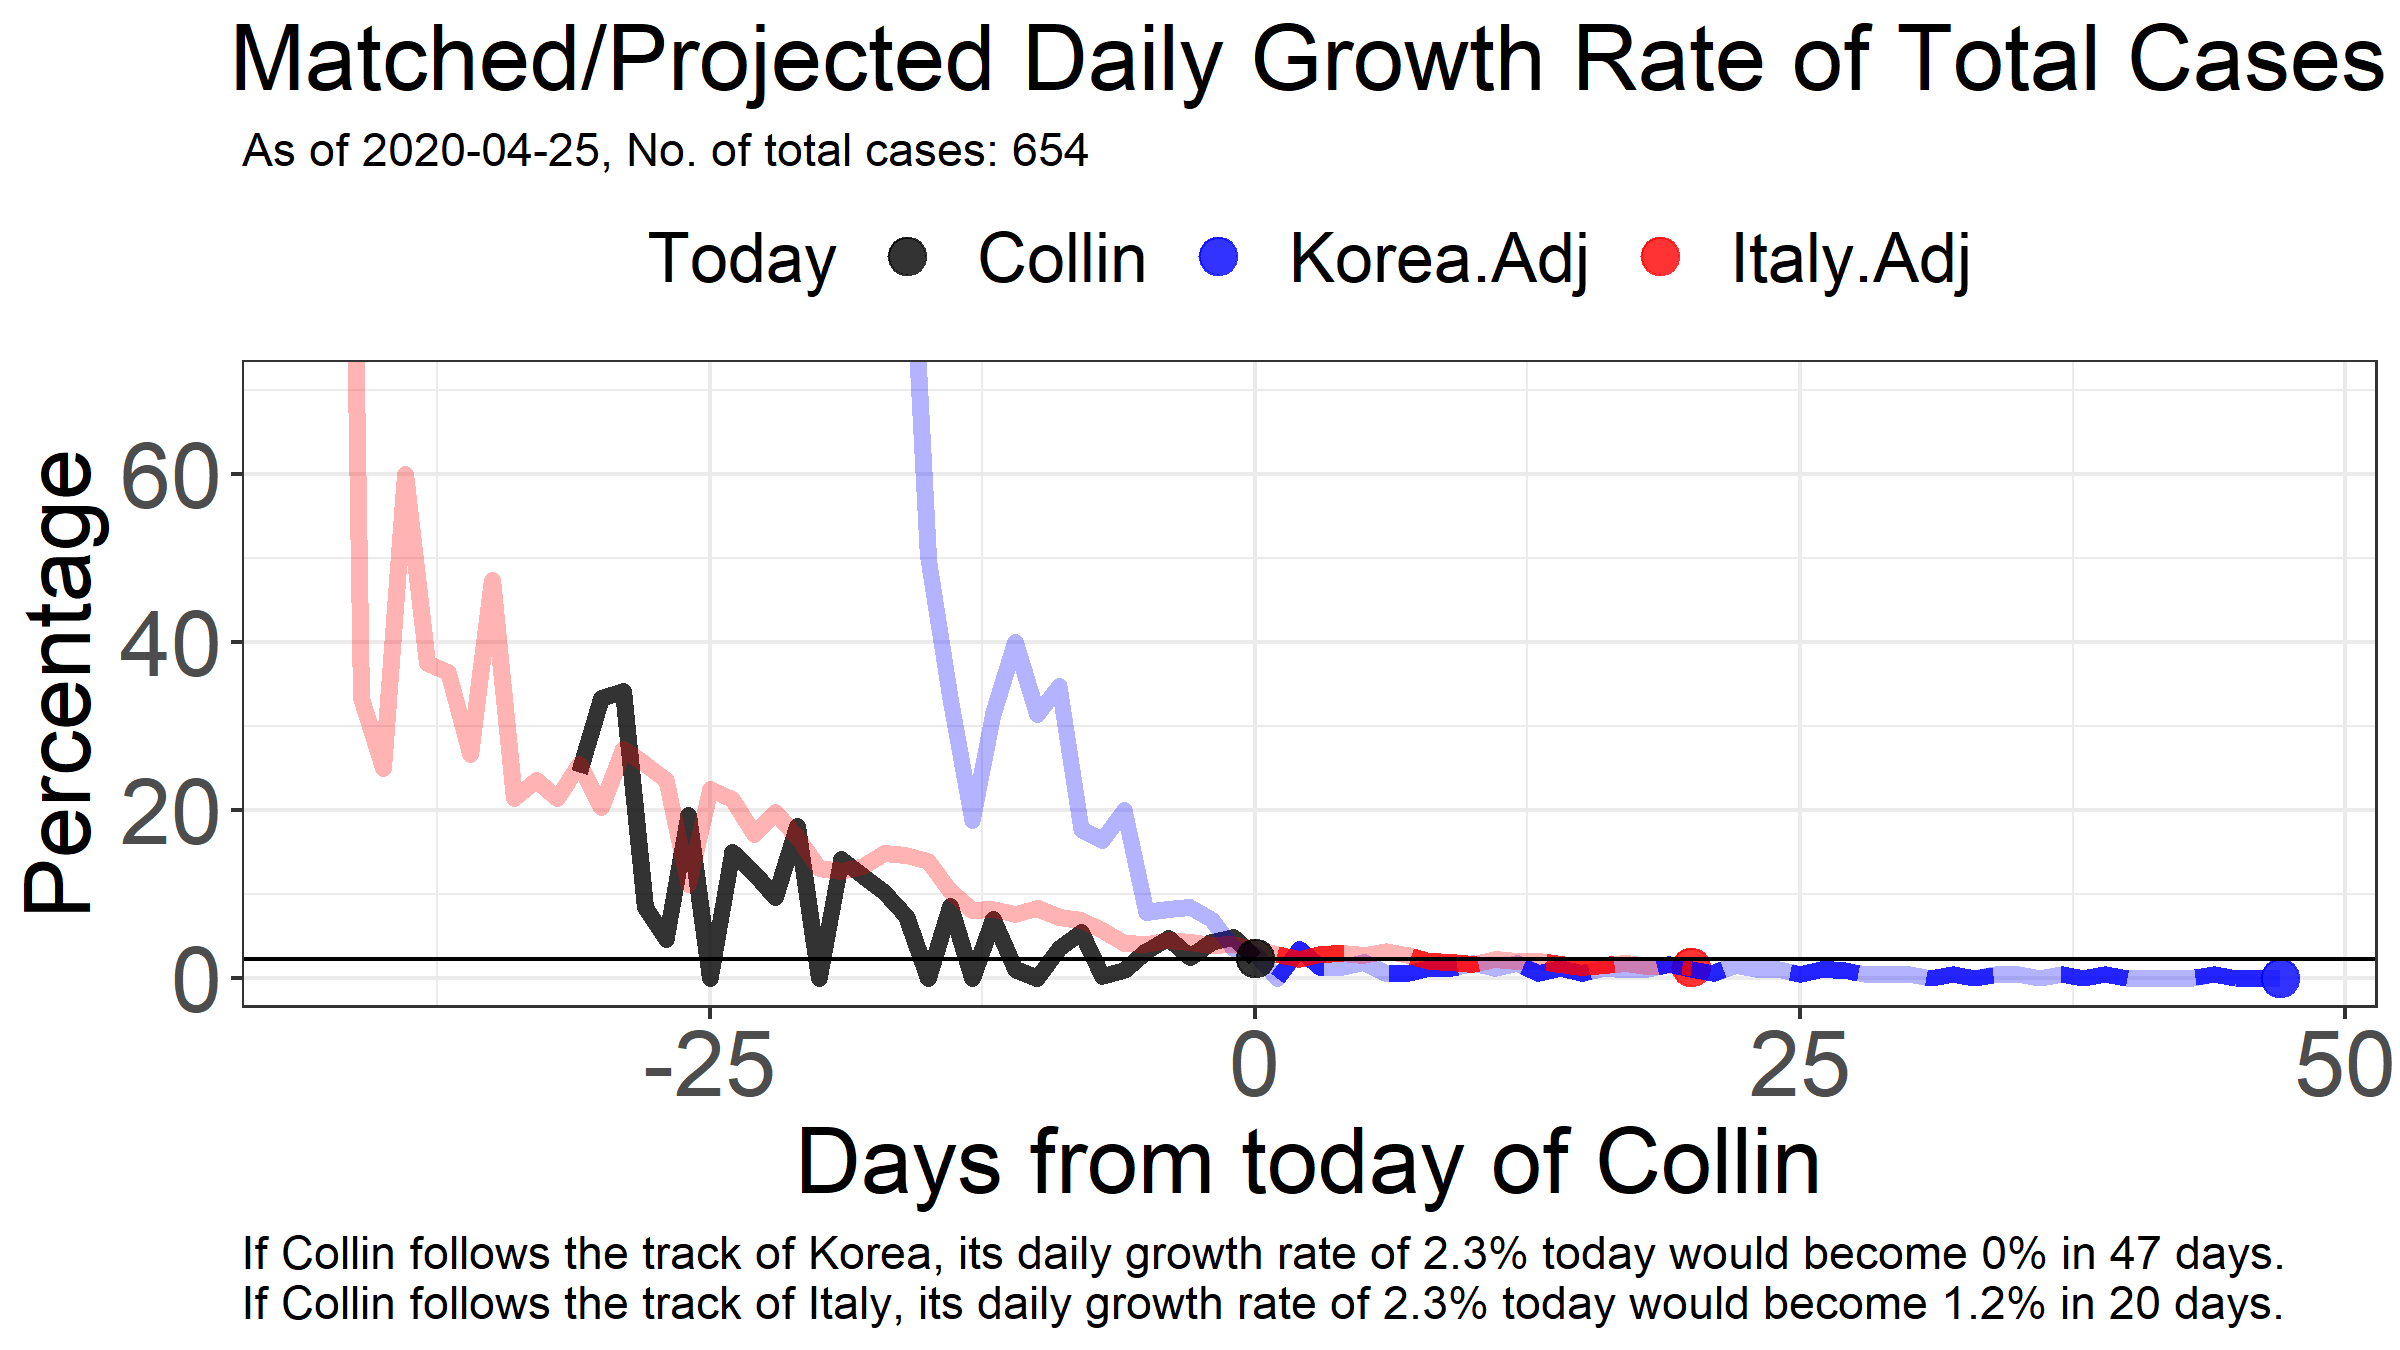 Matched/Projected Daily Growth Rate of Total Cases
As of 2020-04-25, No. of total cases: 654
Today Collin Korea.Adj Italy.Adj
Percentage
60
40
20
0
-25 0 25 50
Days from today of Collin
If Collin follows the track of Korea, its daily growth rate of 2.3% today would become 0% in 47 days.
If Collin follows the track of Italy, its daily growth rate of 2.3% today would become 1.2% in 20 days.